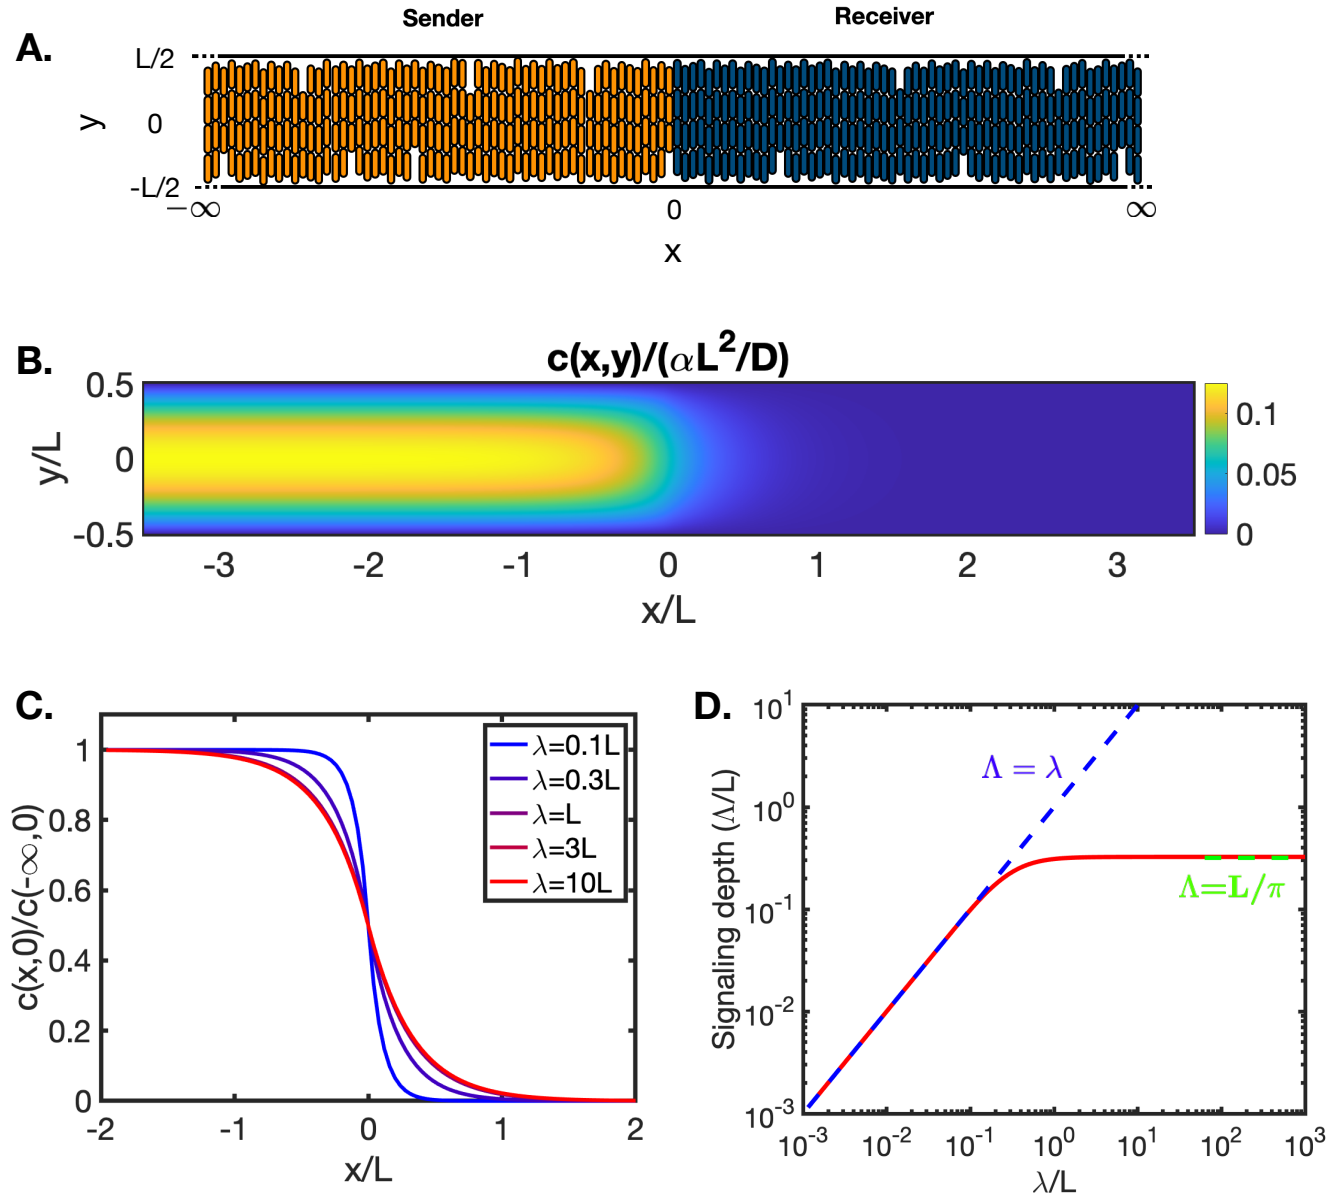 A.
Sender
Receiver
L/2
y
0
-L/2
−∞
0
∞
x
B.
c(x,y)/(αL²/D)
0.5
y/L
0
-0.5
-3
-2
-1
0
1
2
3
x/L
0.1
0.05
0
C.
c(x,0)/c(-∞,0)
1
0.8
0.6
0.4
0.2
0
-2
-1
0
1
2
x/L
λ=0.1L
λ=0.3L
λ=L
λ=3L
λ=10L
D.
Signaling depth (Λ/L)
10¹
10⁰
10⁻¹
10⁻²
10⁻³
Λ = λ
Λ=L/π
10⁻³
10⁻²
10⁻¹
10⁰
10¹
10²
10³
λ/L